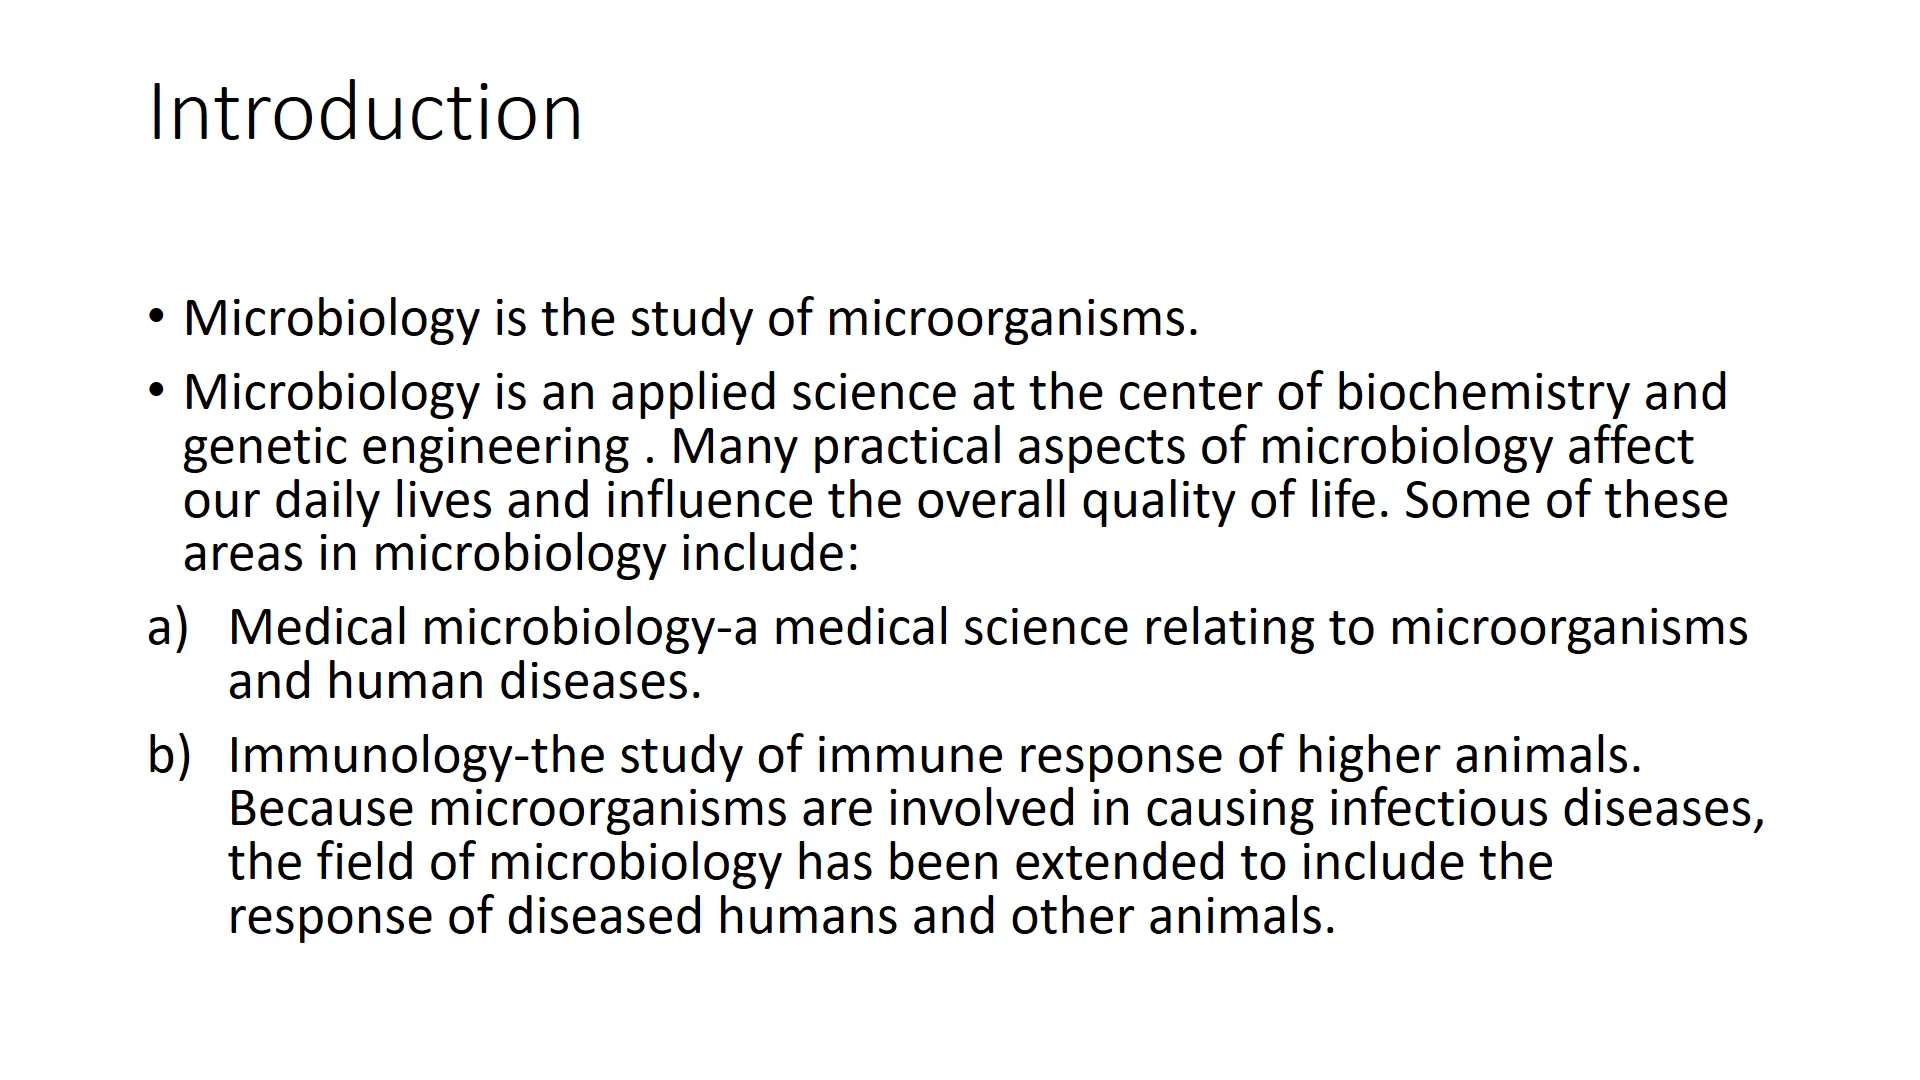 Introduction
• Microbiology is the study of microorganisms.
• Microbiology is an applied science at the center of biochemistry and
genetic engineering . Many practical aspects of microbiology affect
our daily lives and influence the overall quality of life. Some of these
areas in microbiology include:
a) Medical microbiology-a medical science relating to microorganisms
and human diseases.
b) Immunology-the study of immune response of higher animals.
Because microorganisms are involved in causing infectious diseases,
the field of microbiology has been extended to include the
response of diseased humans and other animals.